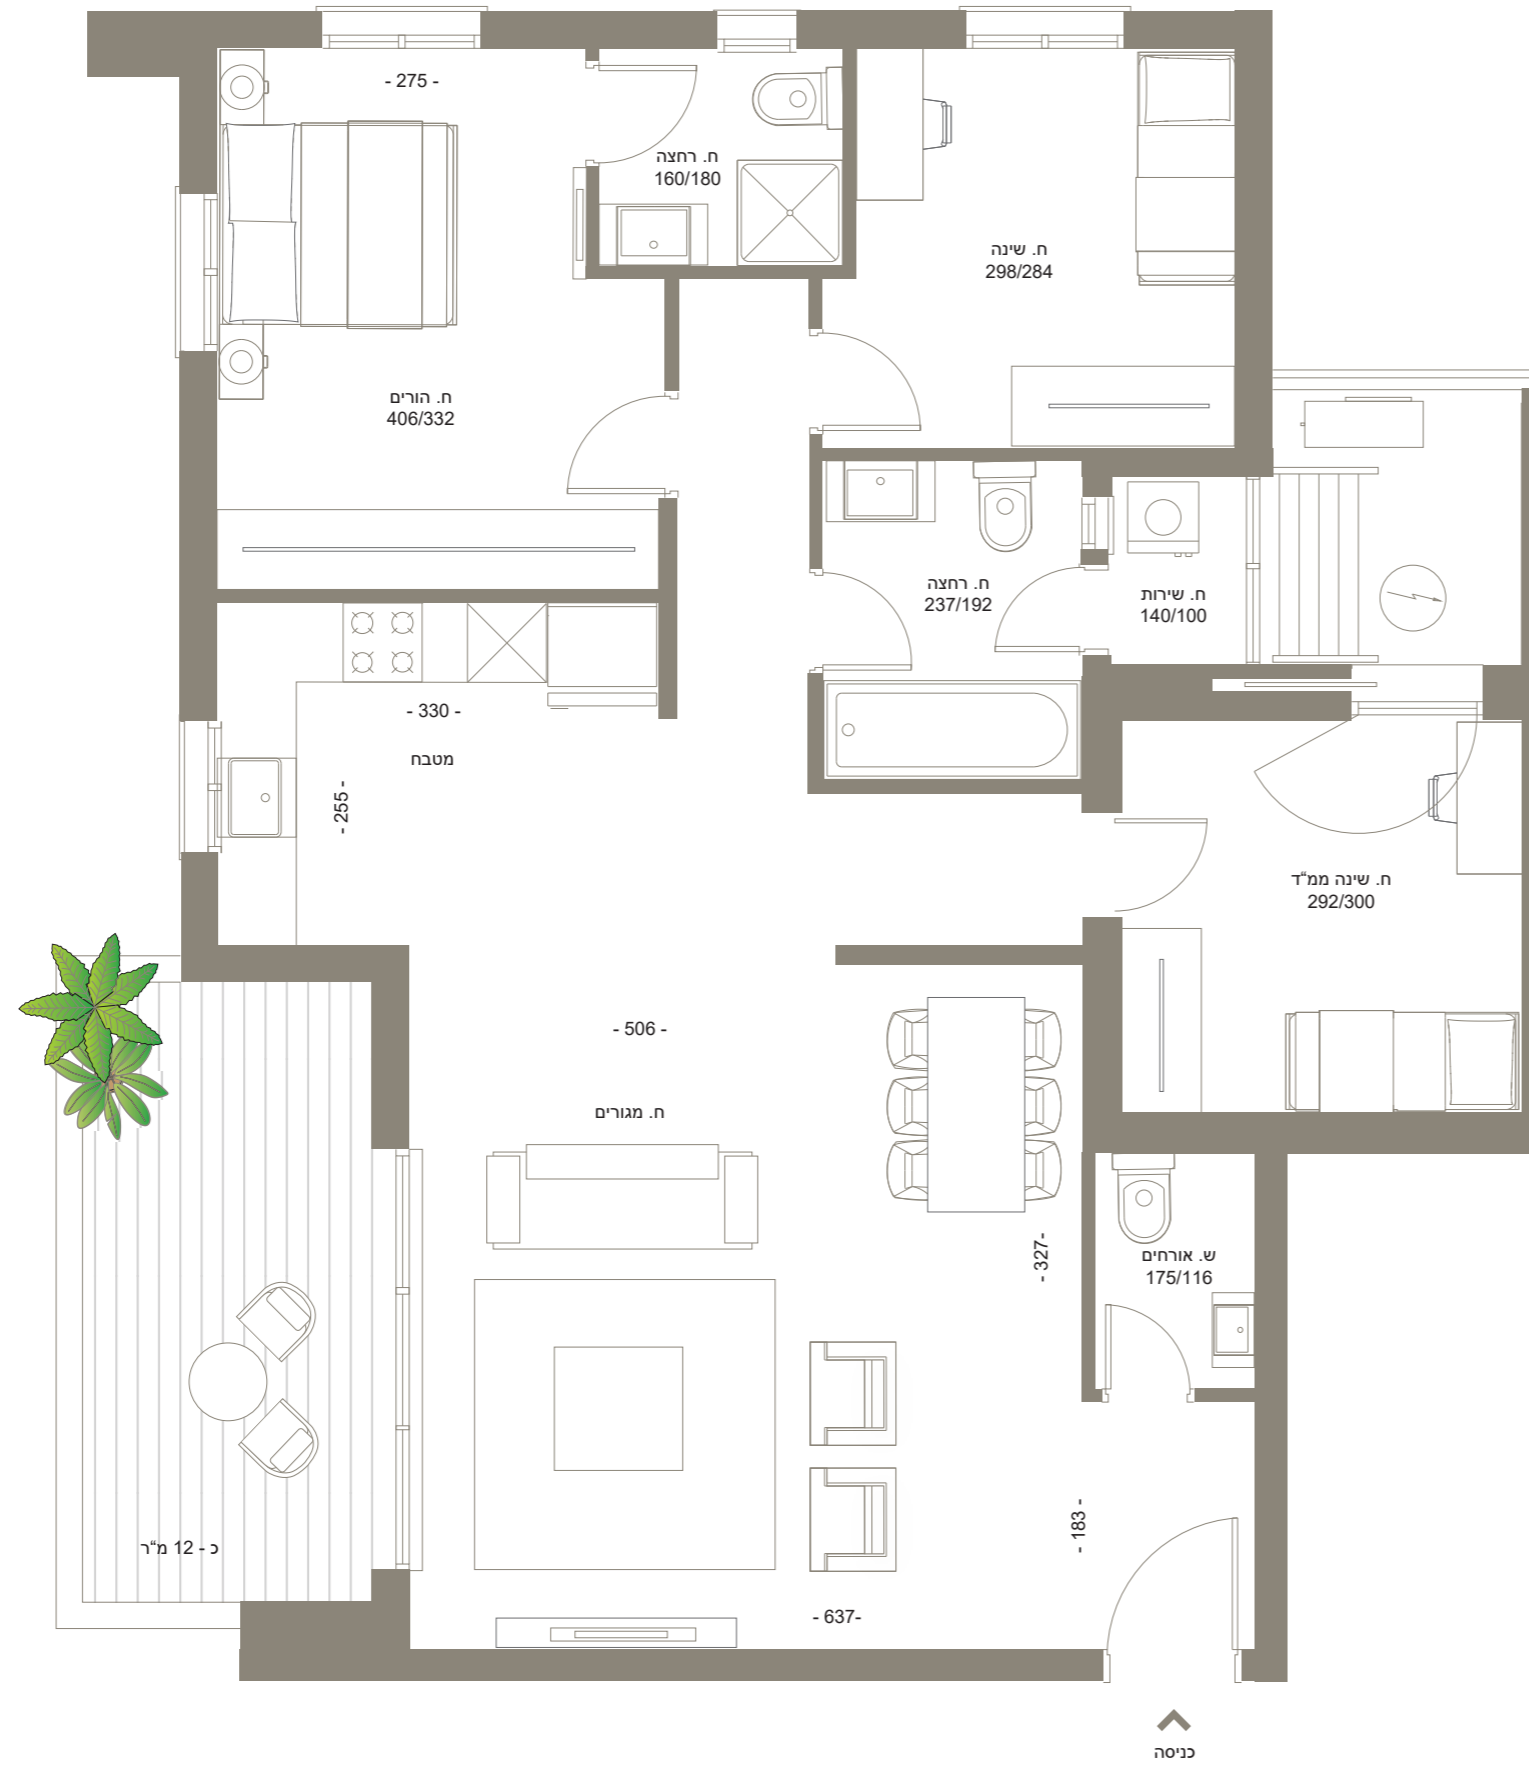 - 275 -
ח. רחצה
160/180
ח. שינה
298/284
ח. הורים
406/332
ח. רחצה
237/192
ח. שירות
140/100
- 330 -
מטבח
- 255 -
ח. שינה ממ"ד
292/300
- 506 -
ח. מגורים
- 327-
ש. אורחים
175/116
- 183 -
כ - 12 מ"ר
- 637-
כניסה